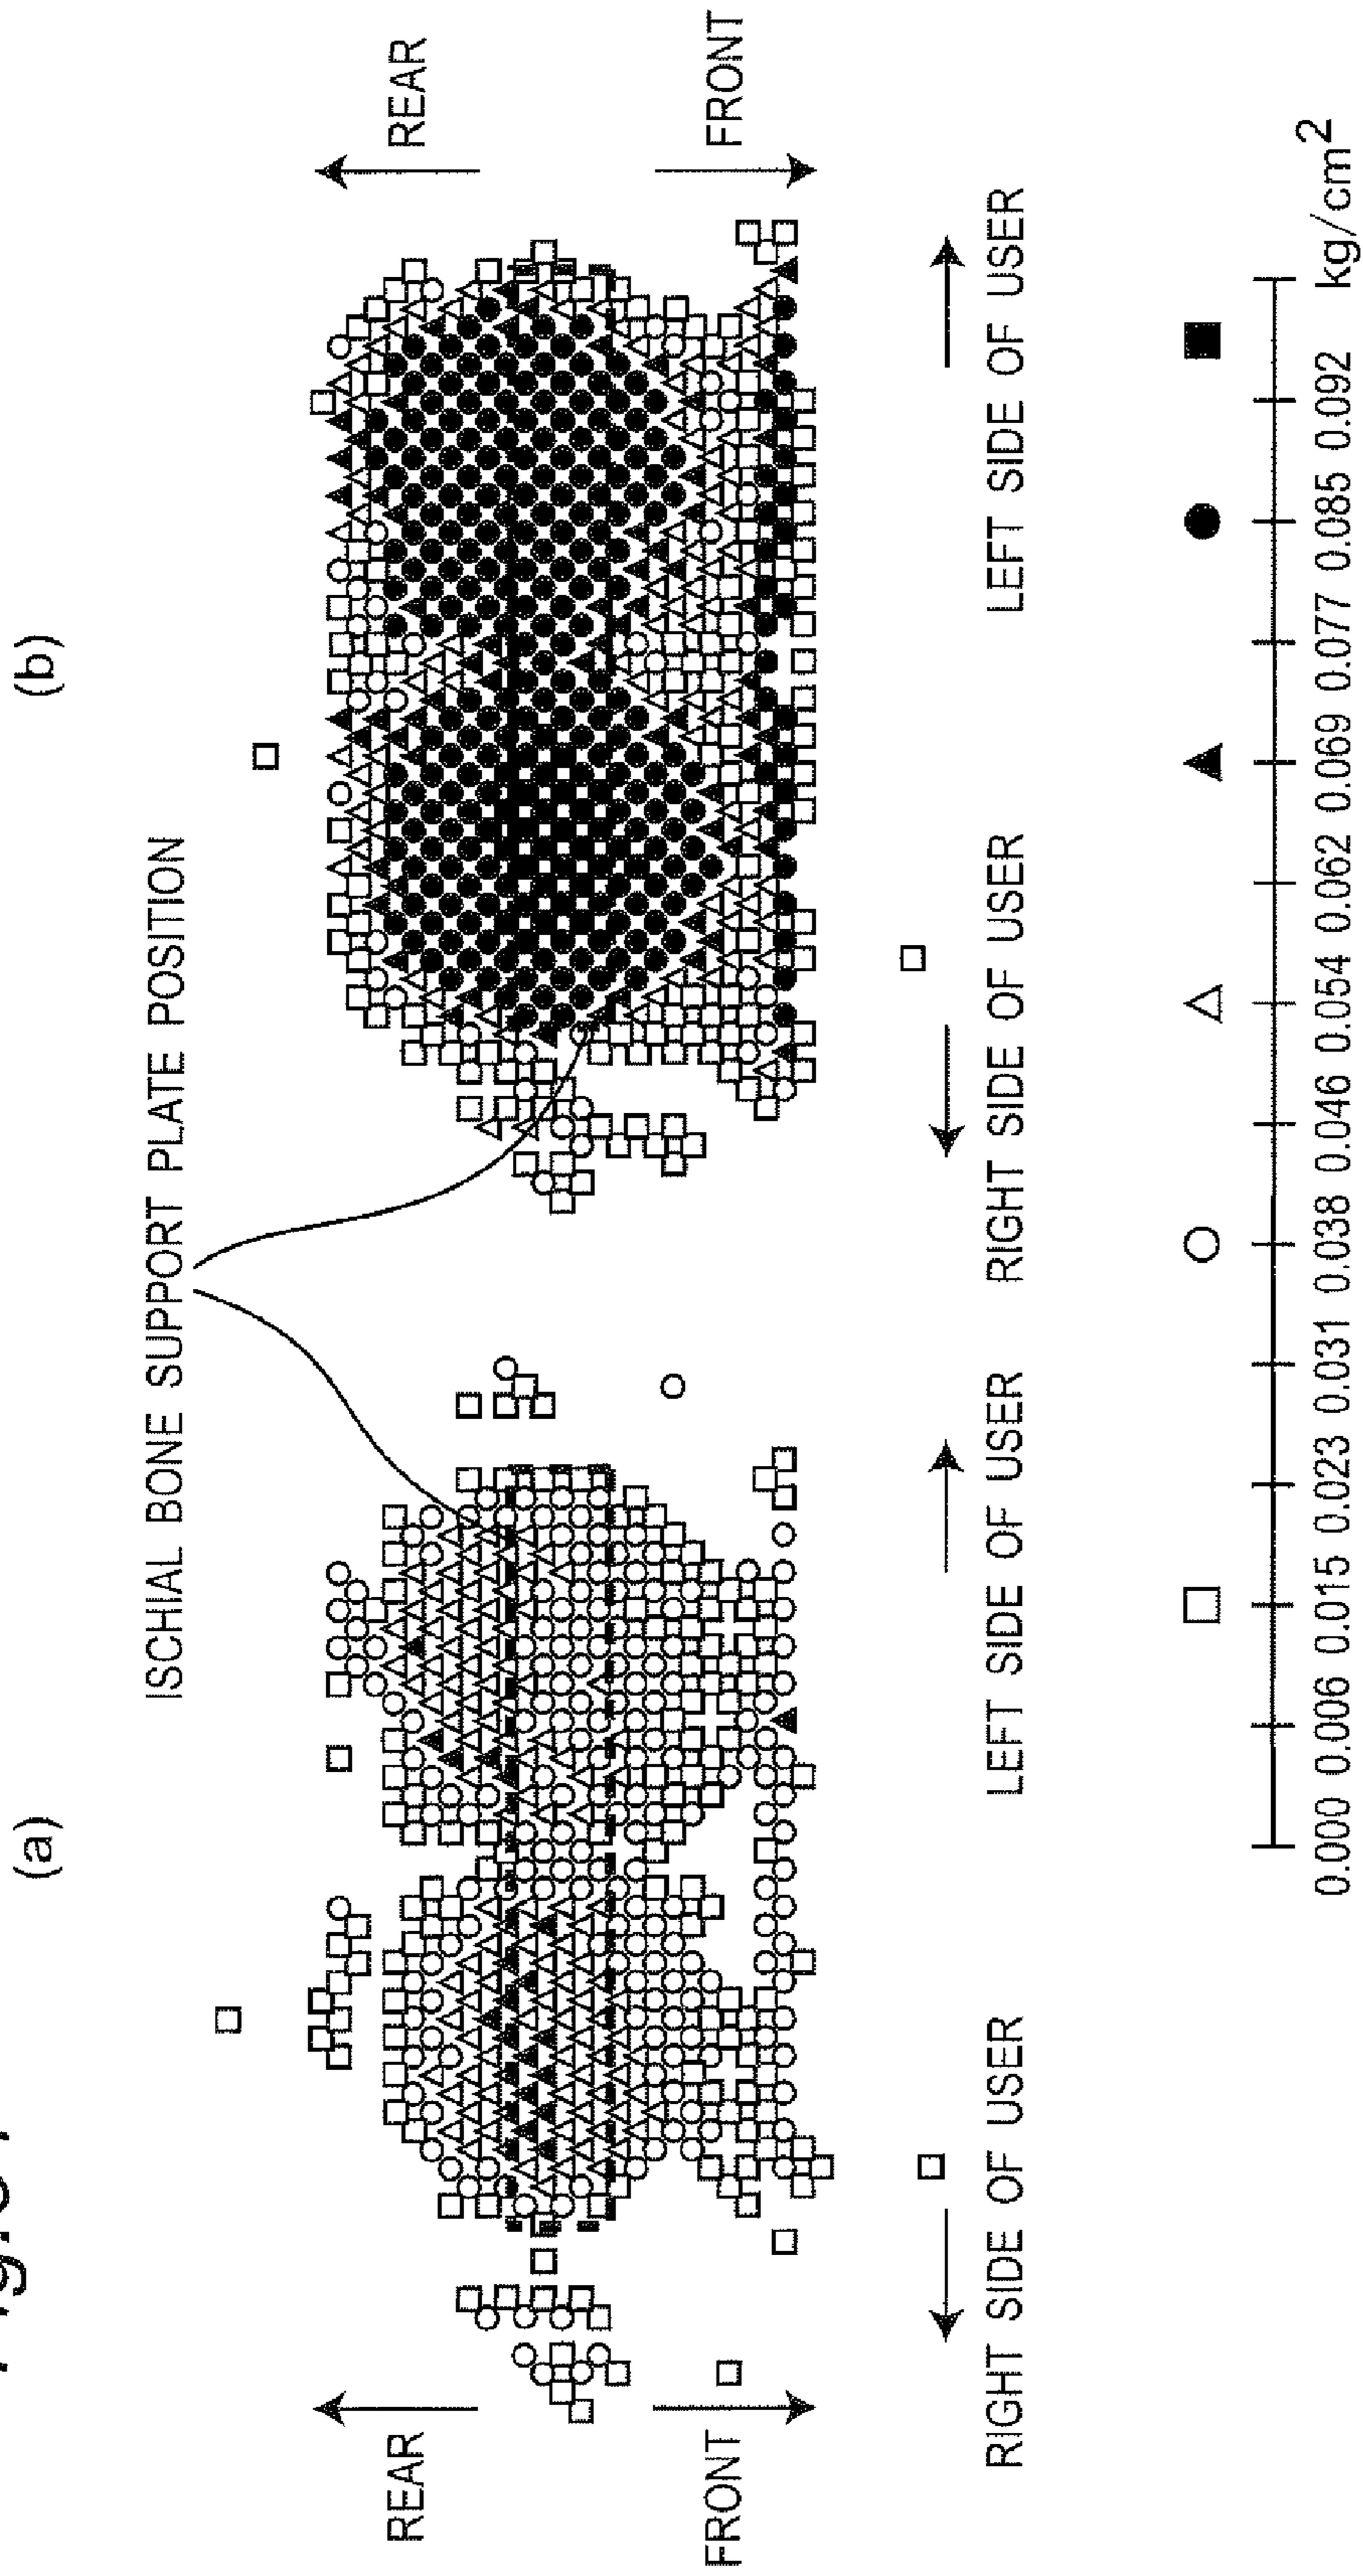 (a)
(b)
ISCHIAL BONE SUPPORT PLATE POSITION
REAR
FRONT
REAR
FRONT
RIGHT SIDE OF USER
LEFT SIDE OF USER
RIGHT SIDE OF USER
LEFT SIDE OF USER
0.000 0.006 0.015 0.023 0.031 0.038 0.046 0.054 0.062 0.069 0.077 0.085 0.092 kg/cm2